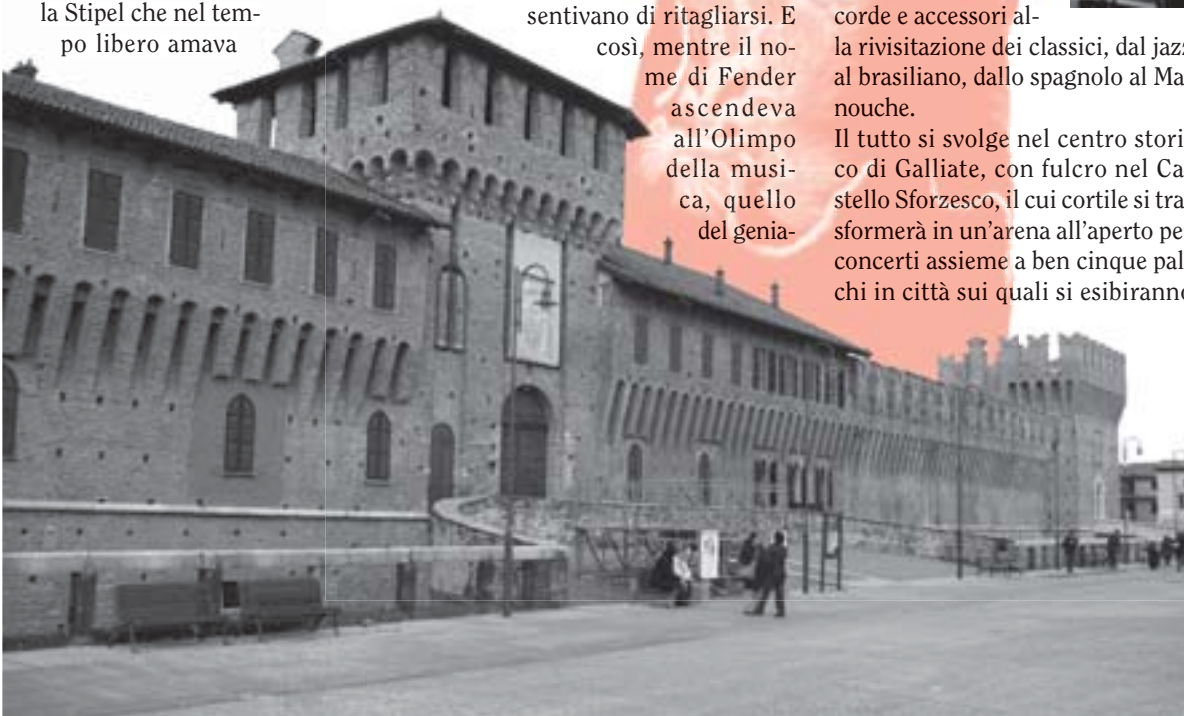 la Stipel che nel tem-
po libero amava
sentivano di ritagliarsi. E
così, mentre il no-
me di Fender
ascendeva
all'Olimpo
della musi-
ca, quello
del genia-
corde e accessori al-
la rivisitazione dei classici, dal jazz
al brasiliano, dallo spagnolo al Ma
nouche.
Il tutto si svolge nel centro stori
co di Galliate, con fulcro nel Ca
stello Sforzesco, il cui cortile si tra
sformerà in un'arena all'aperto pe
concerti assieme a ben cinque pal
chi in città sui quali si esibiranno